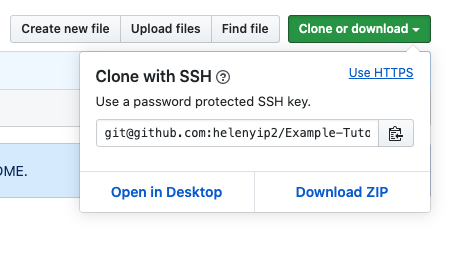 Create new file Upload files Find file Clone or download
Clone with SSH Use HTTPS
Use a password protected SSH key.
git@github.com:helenyip2/Example-Tuto
OME.
Open in Desktop Download ZIP